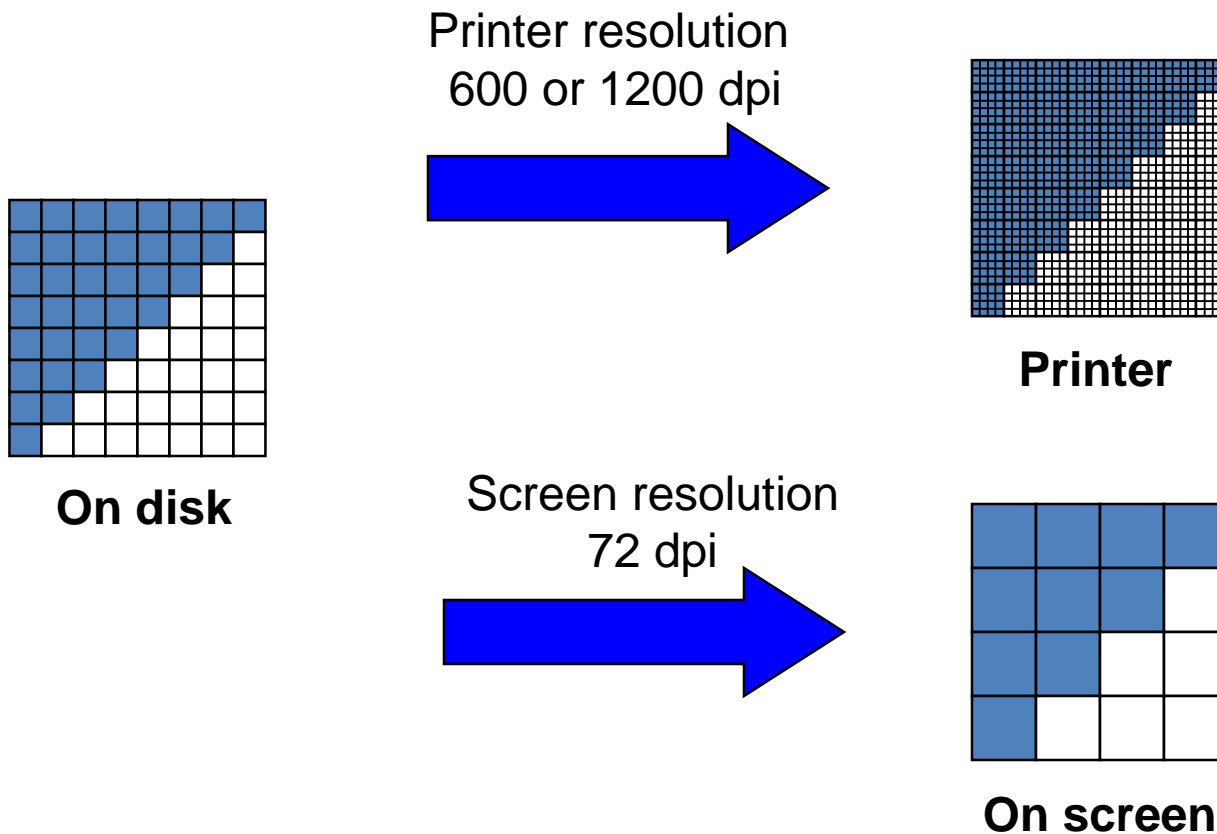 Printer resolution
600 or 1200 dpi
Printer
On disk
Screen resolution
72 dpi
On screen